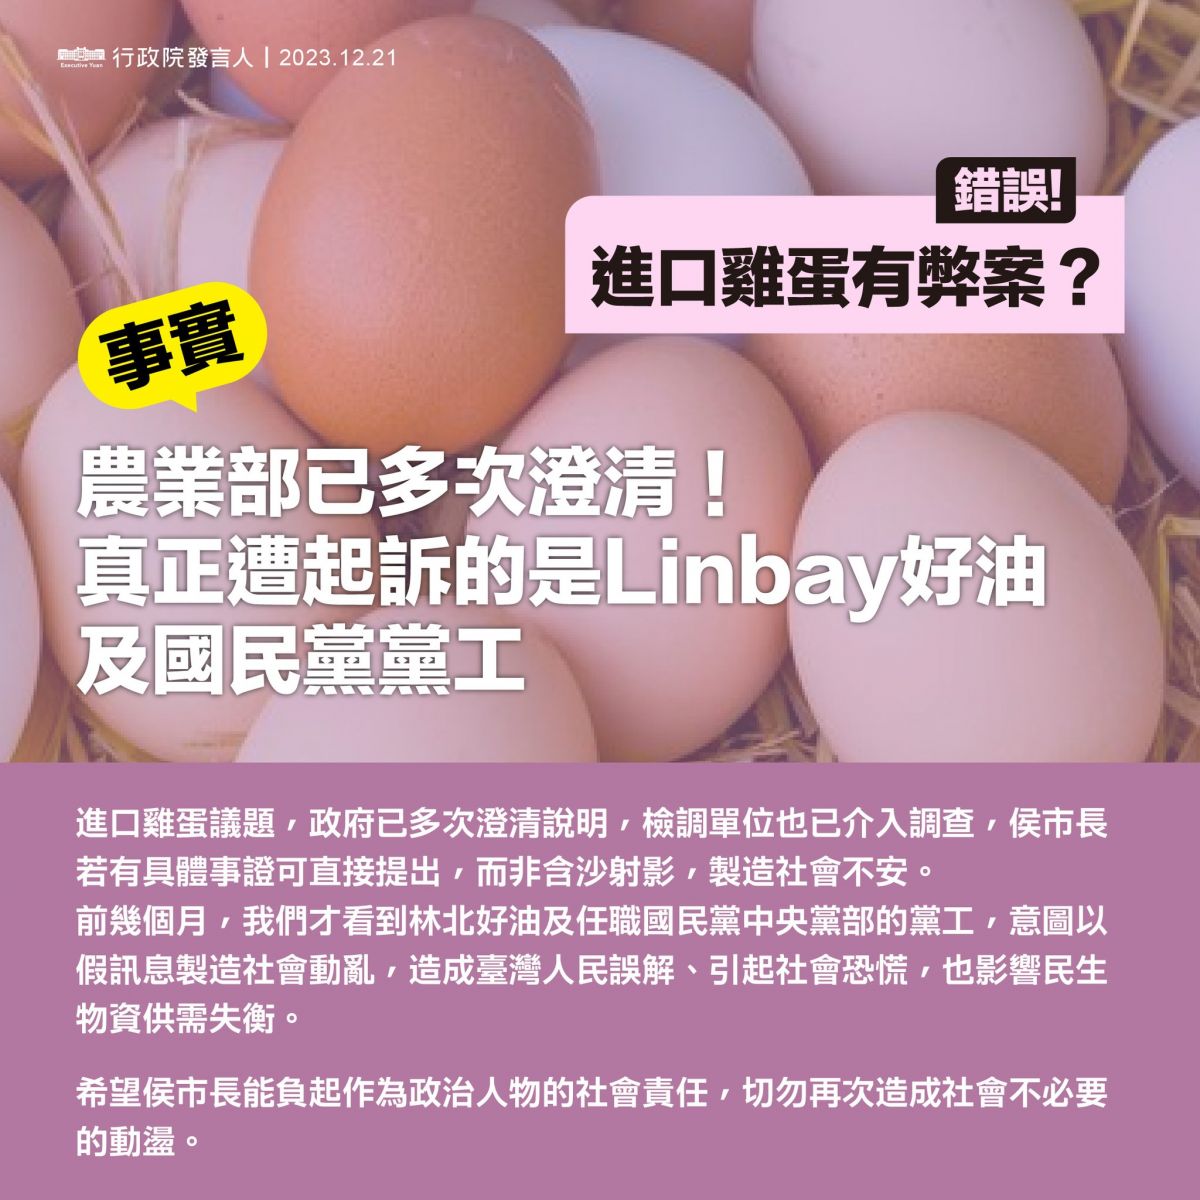 Executive Yuan
行政院發言人|2023.12.21
錯誤!
進口雞蛋有弊案？
事實
農業部已多次澄清！
真正遭起訴的是Linbay好油
及國民黨黨工
進口雞蛋議題，政府已多次澄清說明，檢調單位也已介入調查，侯市長
若有具體事證可直接提出，而非含沙射影，製造社會不安。
前幾個月，我們才看到林北好油及任職國民黨中央黨部的黨工，意圖以
假訊息製造社會動亂，造成臺灣人民誤解、引起社會恐慌，也影響民生
物資供需失衡。
希望侯市長能負起作為政治人物的社會責任，切勿再次造成社會不必要
的動盪。